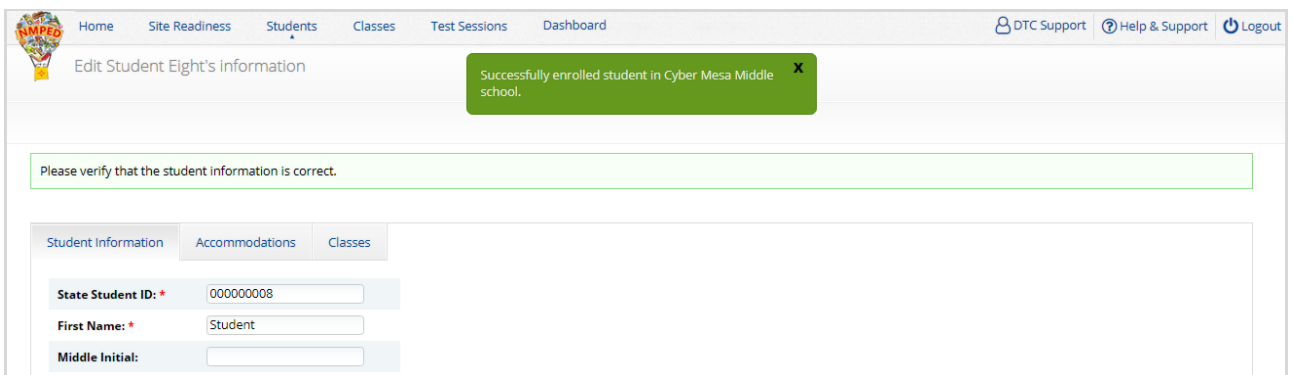 NMPED
Home Site Readiness Students Classes Test Sessions Dashboard DTC Support Help & Support Logout
Edit Student Eight's information
Successfully enrolled student in Cyber Mesa Middle X
school.
Please verify that the student information is correct.
Student Information Accommodations Classes
State Student ID: * 000000008
First Name: * Student
Middle Initial: